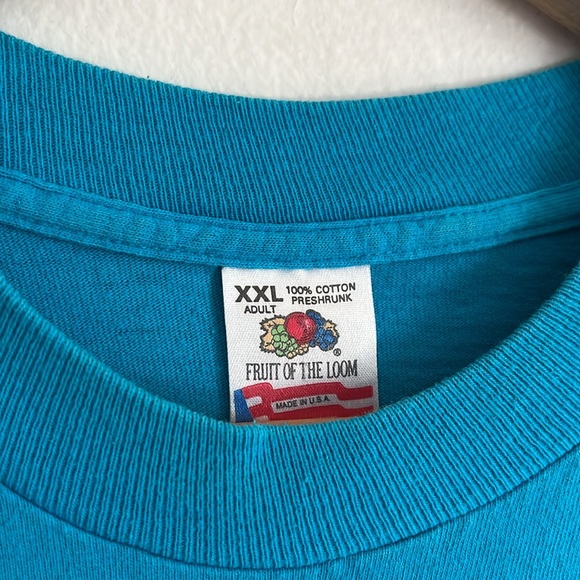 XXL 100% COTTON
ADULT PRESHRUNK
®
FRUIT OF THE LOOM
MADE IN U.S.A.